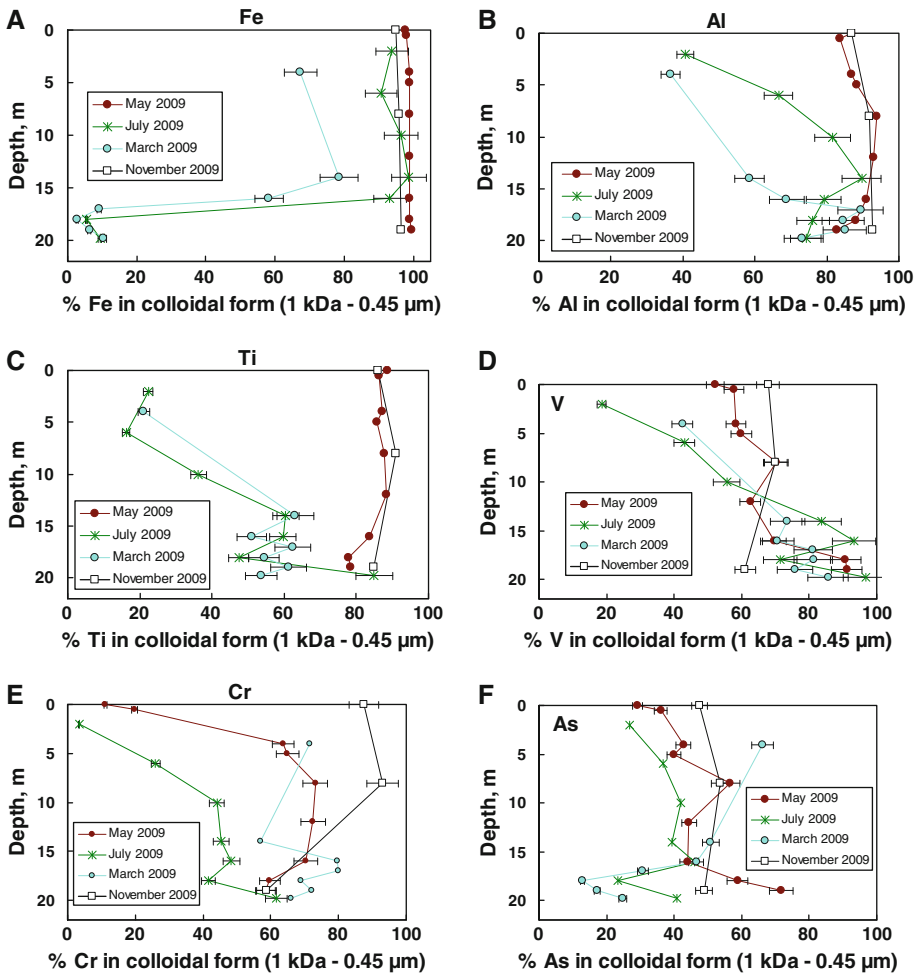 A
Fe
0
5
10
15
20
Depth, m
May 2009
July 2009
March 2009
November 2009
0 20 40 60 80 100
% Fe in colloidal form (1 kDa - 0.45 µm)
B
Al
0
5
10
15
20
Depth, m
May 2009
July 2009
March 2009
November 2009
0 20 40 60 80 100
% Al in colloidal form (1 kDa - 0.45 µm)
C
Ti
0
5
10
15
20
Depth, m
May 2009
July 2009
March 2009
November 2009
0 20 40 60 80 100
% Ti in colloidal form (1 kDa - 0.45 µm)
D
V
0
5
10
15
20
Depth, m
May 2009
July 2009
March 2009
November 2009
0 20 40 60 80 100
% V in colloidal form (1 kDa - 0.45 µm)
E
Cr
0
5
10
15
20
Depth, m
May 2009
July 2009
March 2009
November 2009
0 20 40 60 80 100
% Cr in colloidal form (1 kDa - 0.45 µm)
F
As
0
5
10
15
20
Depth, m
May 2009
July 2009
March 2009
November 2009
0 20 40 60 80 100
% As in colloidal form (1 kDa - 0.45 µm)